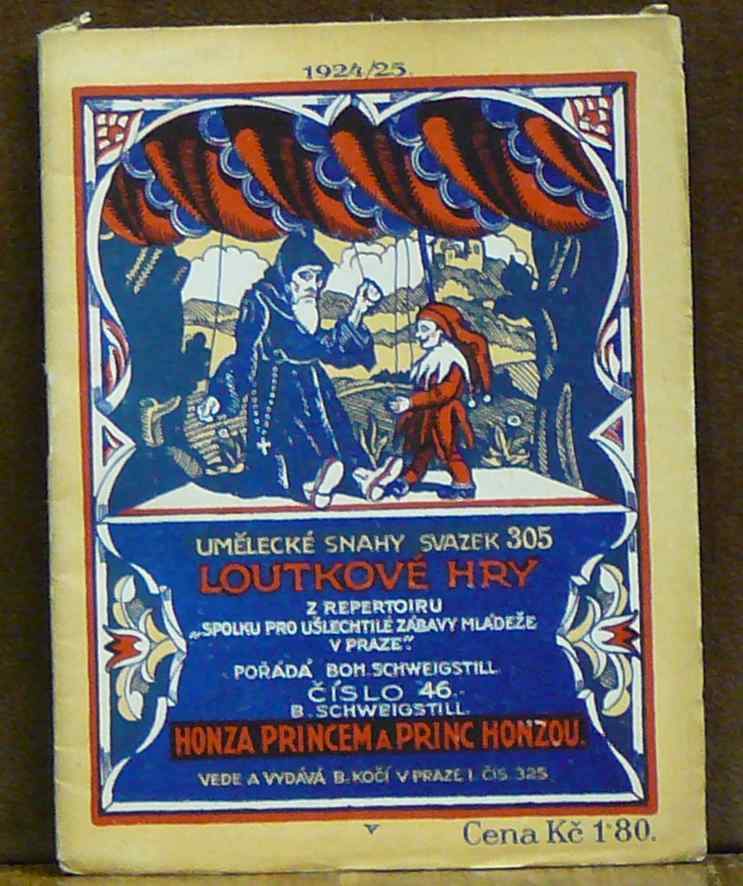 1924/25.
UMĚLECKÉ SNAHY SVAZEK 305
LOUTKOVÉ HRY
Z REPERTOIRU
„SPOLKU PRO UŠLECHTILÉ ZÁBAVY MLÁDEŽE
V PRAZE“.
POŘÁDÁ BOH. SCHWEIGSTILL
ČÍSLO 46.
B. SCHWEIGSTILL.
HONZA PRINCEM A PRINC HONZOU.
VEDE A VYDÁVÁ B. KOČÍ V PRAZE I. ČÍS. 325
Cena Kč 1·80.